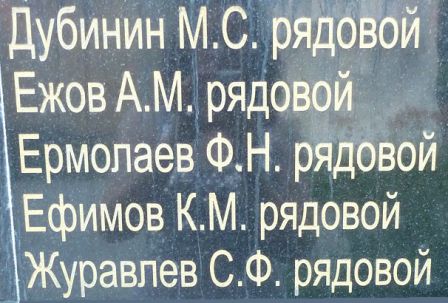 Дубинин М.С. рядовой
Ежов А.М. рядовой
Ермолаев Ф.Н. рядовой
Ефимов К.М. рядовой
Журавлев С.Ф. рядовой